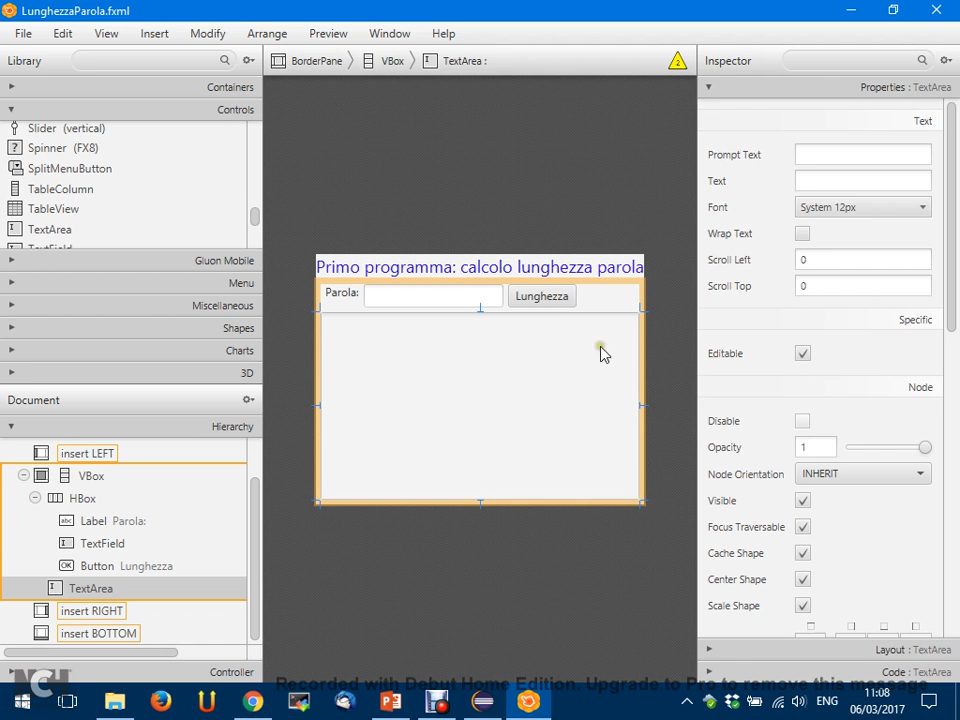 LunghezzaParola.fxml
File Edit View Insert Modify Arrange Preview Window Help
Library
Containers
Controls
Slider (vertical)
Spinner (FX8)
SplitMenuButton
TableColumn
TableView
TextArea
Gluon Mobile
Menu
Miscellaneous
Shapes
Charts
3D
Document
Hierarchy
insert LEFT
VBox
HBox
Label Parola:
TextField
Button Lunghezza
TextArea
insert RIGHT
insert BOTTOM
Controller
BorderPane VBox TextArea :
2
Primo programma: calcolo lunghezza parola
Parola: Lunghezza
Inspector
Properties : TextArea
Text
Prompt Text
Text
Font System 12px
Wrap Text
Scroll Left 0
Scroll Top 0
Specific
Editable
Node
Disable
Opacity 1
Node Orientation INHERIT
Visible
Focus Traversable
Cache Shape
Center Shape
Scale Shape
Layout : TextArea
Code : TextArea
NCH
Recorded with Debut Home Edition. Upgrade to Pro to remove this message
ENG
11:08
06/03/2017